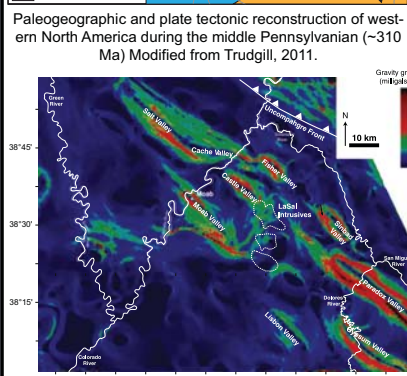 Paleogeographic and plate tectonic reconstruction of west-
ern North America during the middle Pennsylvanian (~310
Ma) Modified from Trudgill, 2011.
Gravity gr
(milligals
Green
River
Uncompahgre Front
N
10 km
Salt Valley
38°45'
Cache Valley
Fisher Valley
Castle Valley
Moab Valley
LaSal
Intrusives
38°30'
Sinbad
Valley
San Migu
River
Paradox Valley
38°15'
Dolores
River
Lisbon Valley
Gypsum Valley
Colorado
River